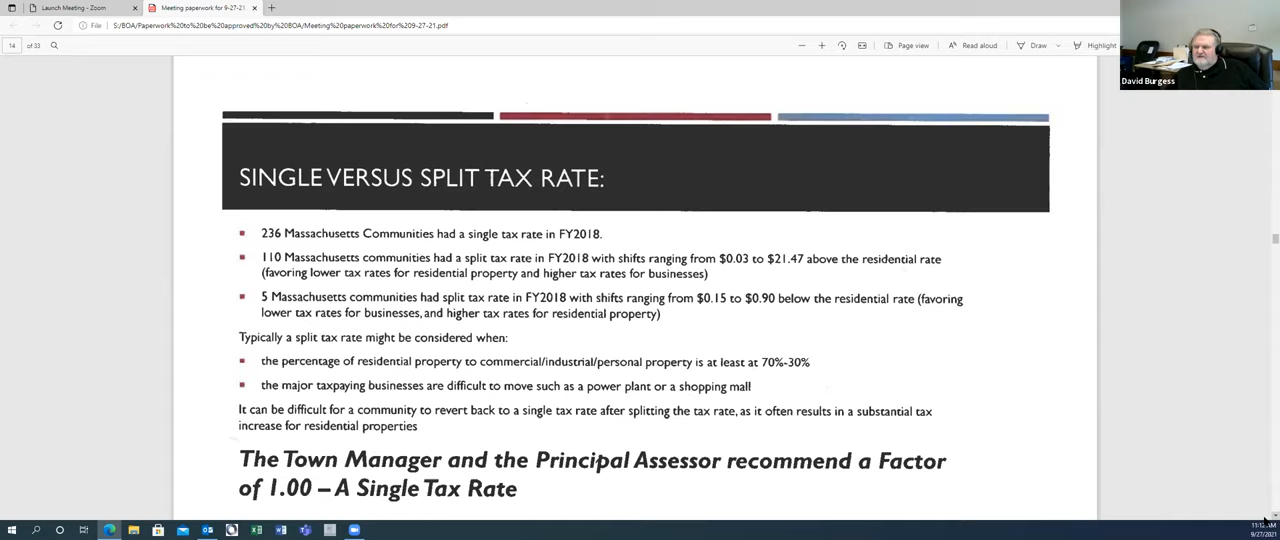 Launch Meeting - Zoom
Meeting paperwork for 9-27-21
File S:/BOA/Paperwork%20to%20be%20approved%20by%20BOA/Meeting%20paperwork%20for%209-27-21.pdf
14 of 33
Page view Read aloud Draw Highlight
David Burgess
SINGLE VERSUS SPLIT TAX RATE:
236 Massachusetts Communities had a single tax rate in FY2018.
110 Massachusetts communities had a split tax rate in FY2018 with shifts ranging from $0.03 to $21.47 above the residential rate
(favoring lower tax rates for residential property and higher tax rates for businesses)
5 Massachusetts communities had split tax rate in FY2018 with shifts ranging from $0.15 to $0.90 below the residential rate (favoring
lower tax rates for businesses, and higher tax rates for residential property)
Typically a split tax rate might be considered when:
the percentage of residential property to commercial/industrial/personal property is at least at 70%-30%
the major taxpaying businesses are difficult to move such as a power plant or a shopping mall
It can be difficult for a community to revert back to a single tax rate after splitting the tax rate, as it often results in a substantial tax
increase for residential properties
The Town Manager and the Principal Assessor recommend a Factor
of 1.00 – A Single Tax Rate
9/27/2021